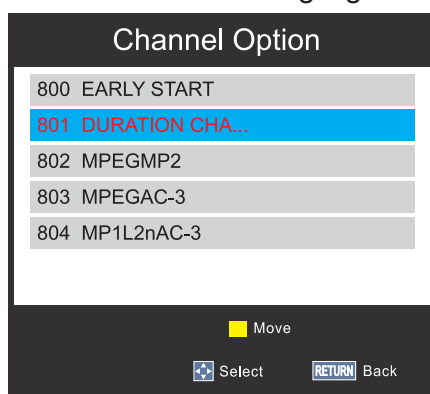 Channel Option
800 EARLY START
801 DURATION CHA...
802 MPEGMP2
803 MPEGAC-3
804 MP1L2nAC-3
Move
Select RETURN Back